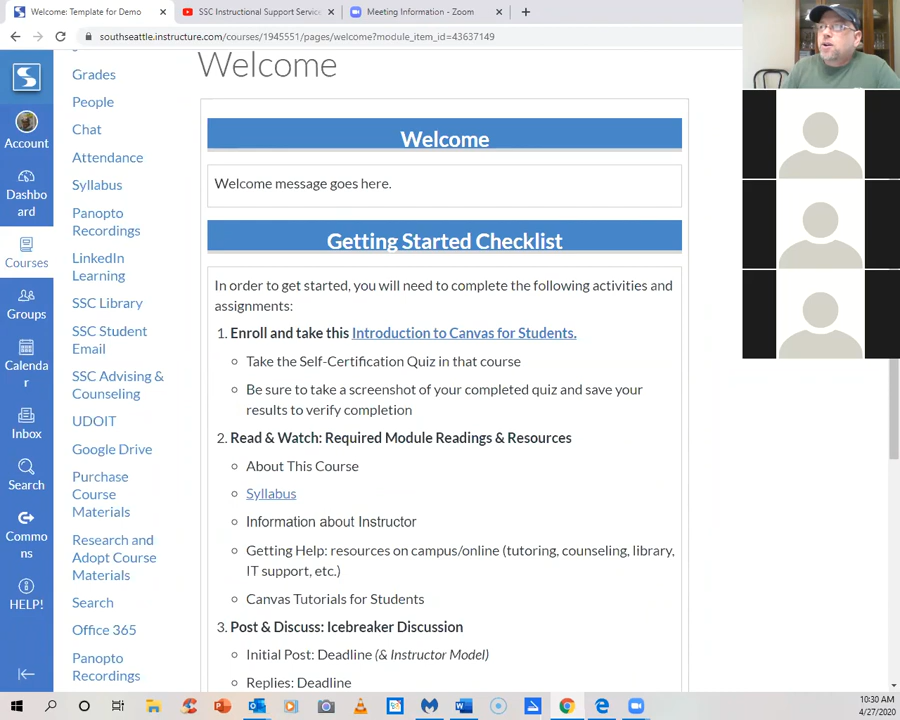 Welcome: Template for Demo
SSC Instructional Support Service
Meeting Information - Zoom
southseattle.instructure.com/courses/1945551/pages/welcome?module_item_id=43637149
Account
Dashbo
ard
Courses
Groups
Calenda
r
Inbox
Search
Commo
ns
HELP!
Grades
People
Chat
Attendance
Syllabus
Panopto
Recordings
LinkedIn
Learning
SSC Library
SSC Student
Email
SSC Advising &
Counseling
UDOIT
Google Drive
Purchase
Course
Materials
Research and
Adopt Course
Materials
Search
Office 365
Panopto
Recordings
Welcome
Welcome
Welcome message goes here.
Getting Started Checklist
In order to get started, you will need to complete the following activities and
assignments:
1. Enroll and take this Introduction to Canvas for Students.
Take the Self-Certification Quiz in that course
Be sure to take a screenshot of your completed quiz and save your
results to verify completion
2. Read & Watch: Required Module Readings & Resources
About This Course
Syllabus
Information about Instructor
Getting Help: resources on campus/online (tutoring, counseling, library,
IT support, etc.)
Canvas Tutorials for Students
3. Post & Discuss: Icebreaker Discussion
Initial Post: Deadline (& Instructor Model)
Replies: Deadline
10:30 AM
4/27/2020